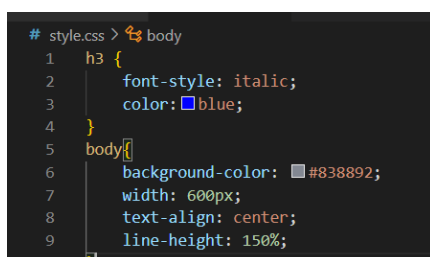 # style.css > body
1 h3 {
2 font-style: italic;
3 color: blue;
4 }
5 body{
6 background-color: #838892;
7 width: 600px;
8 text-align: center;
9 line-height: 150%;